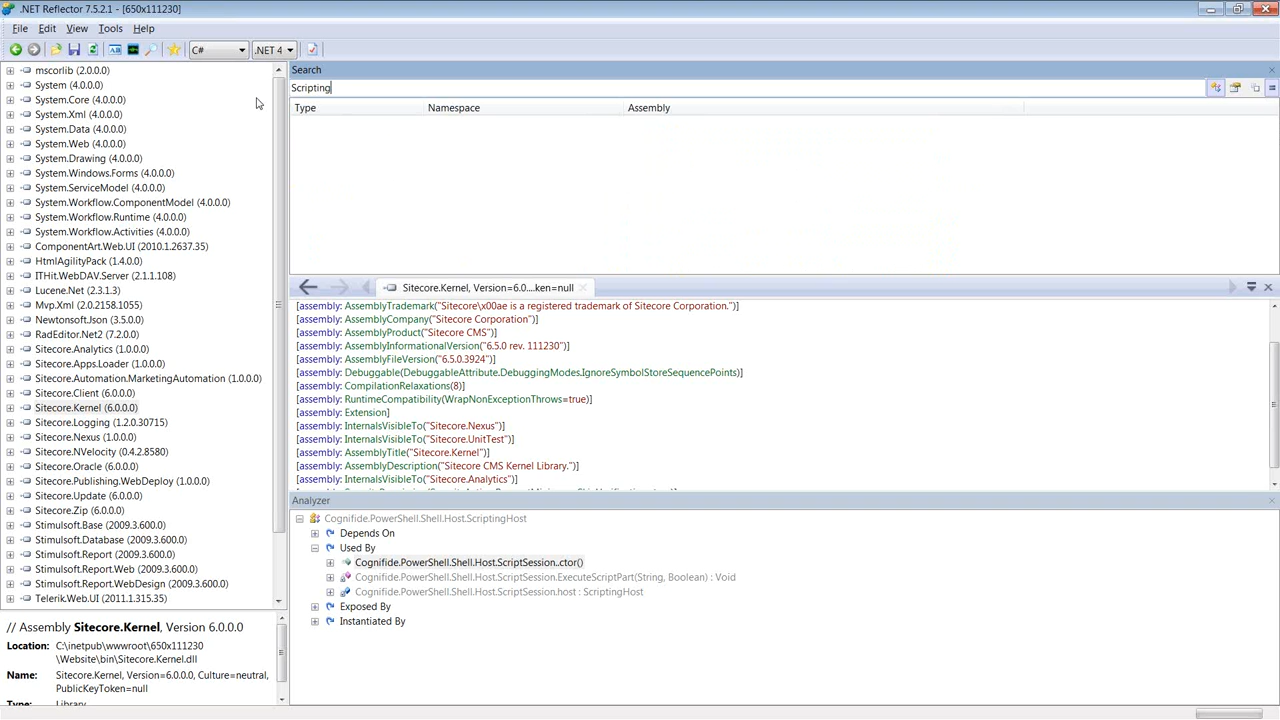 .NET Reflector 7.5.2.1 - [650x111230]
File Edit View Tools Help
C# .NET 4
mscorlib (2.0.0.0)
System (4.0.0.0)
System.Core (4.0.0.0)
System.Xml (4.0.0.0)
System.Data (4.0.0.0)
System.Web (4.0.0.0)
System.Drawing (4.0.0.0)
System.Windows.Forms (4.0.0.0)
System.ServiceModel (4.0.0.0)
System.Workflow.ComponentModel (4.0.0.0)
System.Workflow.Runtime (4.0.0.0)
System.Workflow.Activities (4.0.0.0)
ComponentArt.Web.UI (2010.1.2637.35)
HtmlAgilityPack (1.4.0.0)
ITHit.WebDAV.Server (2.1.1.108)
Lucene.Net (2.3.1.3)
Mvp.Xml (2.0.2158.1055)
Newtonsoft.Json (3.5.0.0)
RadEditor.Net2 (7.2.0.0)
Sitecore.Analytics (1.0.0.0)
Sitecore.Apps.Loader (1.0.0.0)
Sitecore.Automation.MarketingAutomation (1.0.0.0)
Sitecore.Client (6.0.0.0)
Sitecore.Kernel (6.0.0.0)
Sitecore.Logging (1.2.0.30715)
Sitecore.Nexus (1.0.0.0)
Sitecore.NVelocity (0.4.2.8580)
Sitecore.Oracle (6.0.0.0)
Sitecore.Publishing.WebDeploy (1.0.0.0)
Sitecore.Update (6.0.0.0)
Sitecore.Zip (6.0.0.0)
Stimulsoft.Base (2009.3.600.0)
Stimulsoft.Database (2009.3.600.0)
Stimulsoft.Report (2009.3.600.0)
Stimulsoft.Report.Web (2009.3.600.0)
Stimulsoft.Report.WebDesign (2009.3.600.0)
Telerik.Web.UI (2011.1.315.35)
// Assembly Sitecore.Kernel, Version 6.0.0.0
Location: C:\inetpub\wwwroot\650x111230
\Website\bin\Sitecore.Kernel.dll
Name: Sitecore.Kernel, Version=6.0.0.0, Culture=neutral,
PublicKeyToken=null
Type: Library
Search
Scripting
Type Namespace Assembly
Sitecore.Kernel, Version=6.0....ken=null
[assembly: AssemblyTrademark("Sitecore\x00ae is a registered trademark of Sitecore Corporation.")]
[assembly: AssemblyCompany("Sitecore Corporation")]
[assembly: AssemblyProduct("Sitecore CMS")]
[assembly: AssemblyInformationalVersion("6.5.0 rev. 111230")]
[assembly: AssemblyFileVersion("6.5.0.3924")]
[assembly: Debuggable(DebuggableAttribute.DebuggingModes.IgnoreSymbolStoreSequencePoints)]
[assembly: CompilationRelaxations(8)]
[assembly: RuntimeCompatibility(WrapNonExceptionThrows=true)]
[assembly: Extension]
[assembly: InternalsVisibleTo("Sitecore.Nexus")]
[assembly: InternalsVisibleTo("Sitecore.UnitTest")]
[assembly: AssemblyTitle("Sitecore.Kernel")]
[assembly: AssemblyDescription("Sitecore CMS Kernel Library.")]
[assembly: InternalsVisibleTo("Sitecore.Analytics")]
Analyzer
Cognifide.PowerShell.Shell.Host.ScriptingHost
Depends On
Used By
Cognifide.PowerShell.Shell.Host.ScriptSession..ctor()
Cognifide.PowerShell.Shell.Host.ScriptSession.ExecuteScriptPart(String, Boolean) : Void
Cognifide.PowerShell.Shell.Host.ScriptSession.host : ScriptingHost
Exposed By
Instantiated By